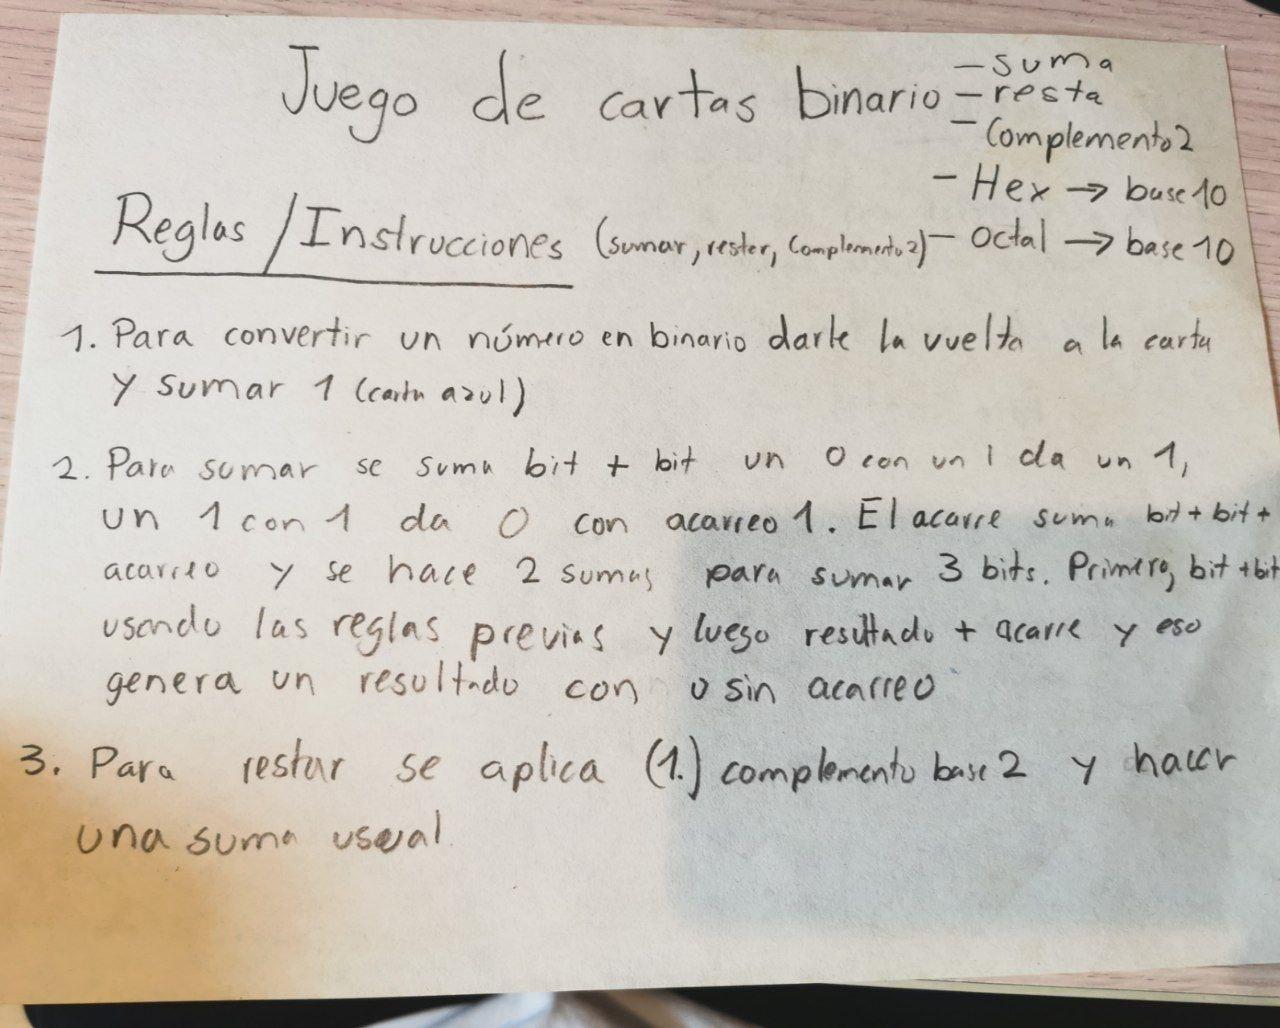 Juego de cartas binario
- suma
- resta
- Complemento 2
- Hex → base 10
- Octal → base 10
Reglas / Instrucciones (sumar, rester, Complemento 2)
1. Para convertir un número en binario darle la vuelta a la carta
y sumar 1 (carta azul)
2. Para sumar se suma bit + bit un 0 con un 1 da un 1,
un 1 con 1 da 0 con acarreo 1. El acarre suma bit + bit +
acarreo y se hace 2 sumas para sumar 3 bits. Primero, bit + bit
usando las reglas previas y luego resultado + acarre y eso
genera un resultado con o sin acarreo
3. Para restar se aplica (1.) complemento base 2 y hacer
una suma usual